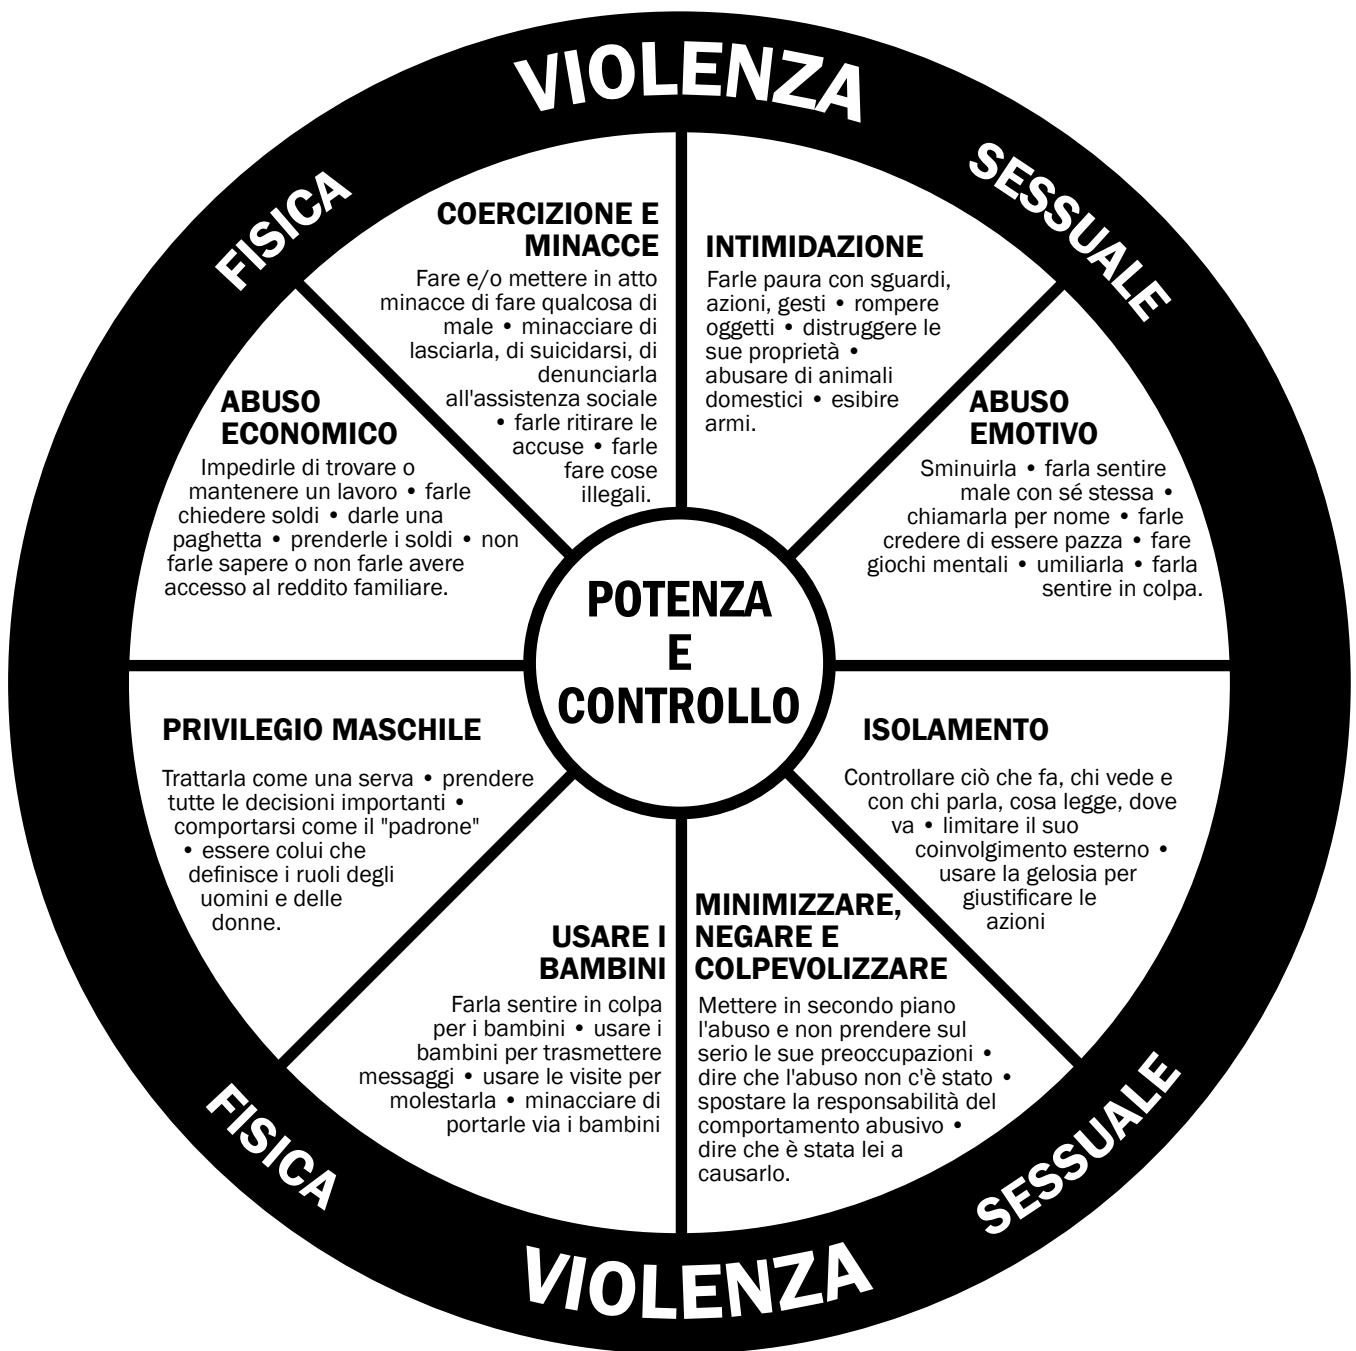 VIOLENZA
FISICA
SESSUALE
COERCIZIONE E
MINACCE
Fare e/o mettere in atto
minacce di fare qualcosa di
male • minacciare di
lasciarla, di suicidarsi, di
denunciarla
all'assistenza sociale
• farle ritirare le
accuse • farle
fare cose
illegali.
INTIMIDAZIONE
Farle paura con sguardi,
azioni, gesti • rompere
oggetti • distruggere le
sue proprietà •
abusare di animali
domestici • esibire
armi.
ABUSO
ECONOMICO
Impedirle di trovare o
mantenere un lavoro • farle
chiedere soldi • darle una
paghetta • prenderle i soldi • non
farle sapere o non farle avere
accesso al reddito familiare.
ABUSO
EMOTIVO
Sminuirla • farla sentire
male con sé stessa •
chiamarla per nome • farle
credere di essere pazza • fare
giochi mentali • umiliarla • farla
sentire in colpa.
POTENZA
E
CONTROLLO
PRIVILEGIO MASCHILE
Trattarla come una serva • prendere
tutte le decisioni importanti •
comportarsi come il "padrone"
• essere colui che
definisce i ruoli degli
uomini e delle
donne.
ISOLAMENTO
Controllare ciò che fa, chi vede e
con chi parla, cosa legge, dove
va • limitare il suo
coinvolgimento esterno •
usare la gelosia per
giustificare le
azioni
USARE I
BAMBINI
Farla sentire in colpa
per i bambini • usare i
bambini per trasmettere
messaggi • usare le visite per
molestarla • minacciare di
portarle via i bambini
MINIMIZZARE,
NEGARE E
COLPEVOLIZZARE
Mettere in secondo piano
l'abuso e non prendere sul
serio le sue preoccupazioni •
dire che l'abuso non c'è stato •
spostare la responsabilità del
comportamento abusivo •
dire che è stata lei a
causarlo.
FISICA
SESSUALE
VIOLENZA